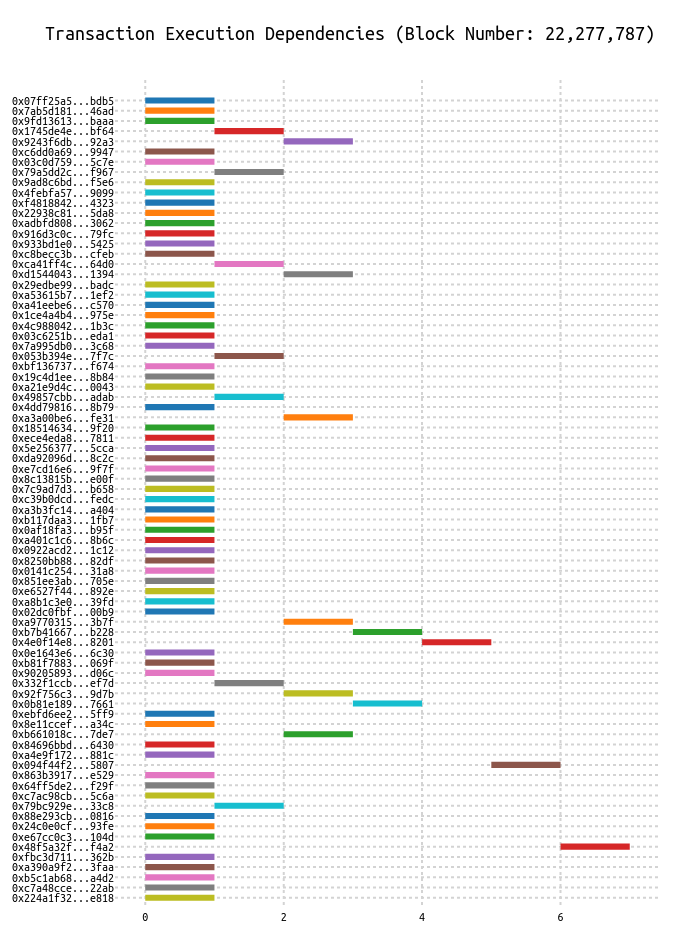 Transaction Execution Dependencies (Block Number: 22,277,787)
0x07ff25a5...bdb5
0x7ab5d181...46ad
0x9fd13613...baaa
0x1745de4e...bf64
0x9243f6db...92a3
0xc6dd0a69...9947
0x03c0d759...5c7e
0x79a5dd2c...f967
0x9ad8c6bd...f5e6
0x4febfa57...9099
0xf4818842...4323
0x22938c81...5da8
0xadbfd808...3062
0x916d3c0c...79fc
0x933bd1e0...5425
0xc8becc3b...cfeb
0xca41ff4c...64d0
0xd1544043...1394
0x29edbe99...badc
0xa53615b7...1ef2
0xa41eebe6...c570
0x1ce4a4b4...975e
0x4c988042...1b3c
0x03c6251b...eda1
0x7a995db0...3c68
0x053b394e...7f7c
0xbf136737...f674
0x19c4d1ee...8b84
0xa21e9d4c...0043
0x49857cbb...adab
0x4dd79816...8b79
0xa3a00be6...fe31
0x18514634...9f20
0xece4eda8...7811
0x5e256377...5cca
0xda92096d...8c2c
0xe7cd16e6...9f7f
0x8c13815b...e00f
0x7c9ad7d3...b658
0xc39b0dcd...fedc
0xa3b3fc14...a404
0xb117daa3...1fb7
0x0af18fa3...b95f
0xa401c1c6...8b6c
0x0922acd2...1c12
0x8250bb88...82df
0x0141c254...31a8
0x851ee3ab...705e
0xe6527f44...892e
0xa8b1c3e0...39fd
0x02dc0fbf...00b9
0xa9770315...3b7f
0xb7b41667...b228
0x4e0f14e8...8201
0x0e1643e6...6c30
0xb81f7883...069f
0x90205893...d06c
0x332f1ccb...ef7d
0x92f756c3...9d7b
0x0b81e189...7661
0xebfd6ee2...5ff9
0x8e11ccef...a34c
0xb661018c...7de7
0x84696bbd...6430
0xa4e9f172...881c
0x094f44f2...5807
0x863b3917...e529
0x64ff5de2...f29f
0xc7ac98cb...5c6a
0x79bc929e...33c8
0x88e293cb...0816
0x24c0e0cf...93fe
0xe67cc0c3...104d
0x48f5a32f...f4a2
0xfbc3d711...362b
0xa390a9f2...3faa
0xb5c1ab68...a4d2
0xc7a48cce...22ab
0x224a1f32...e818
0 2 4 6